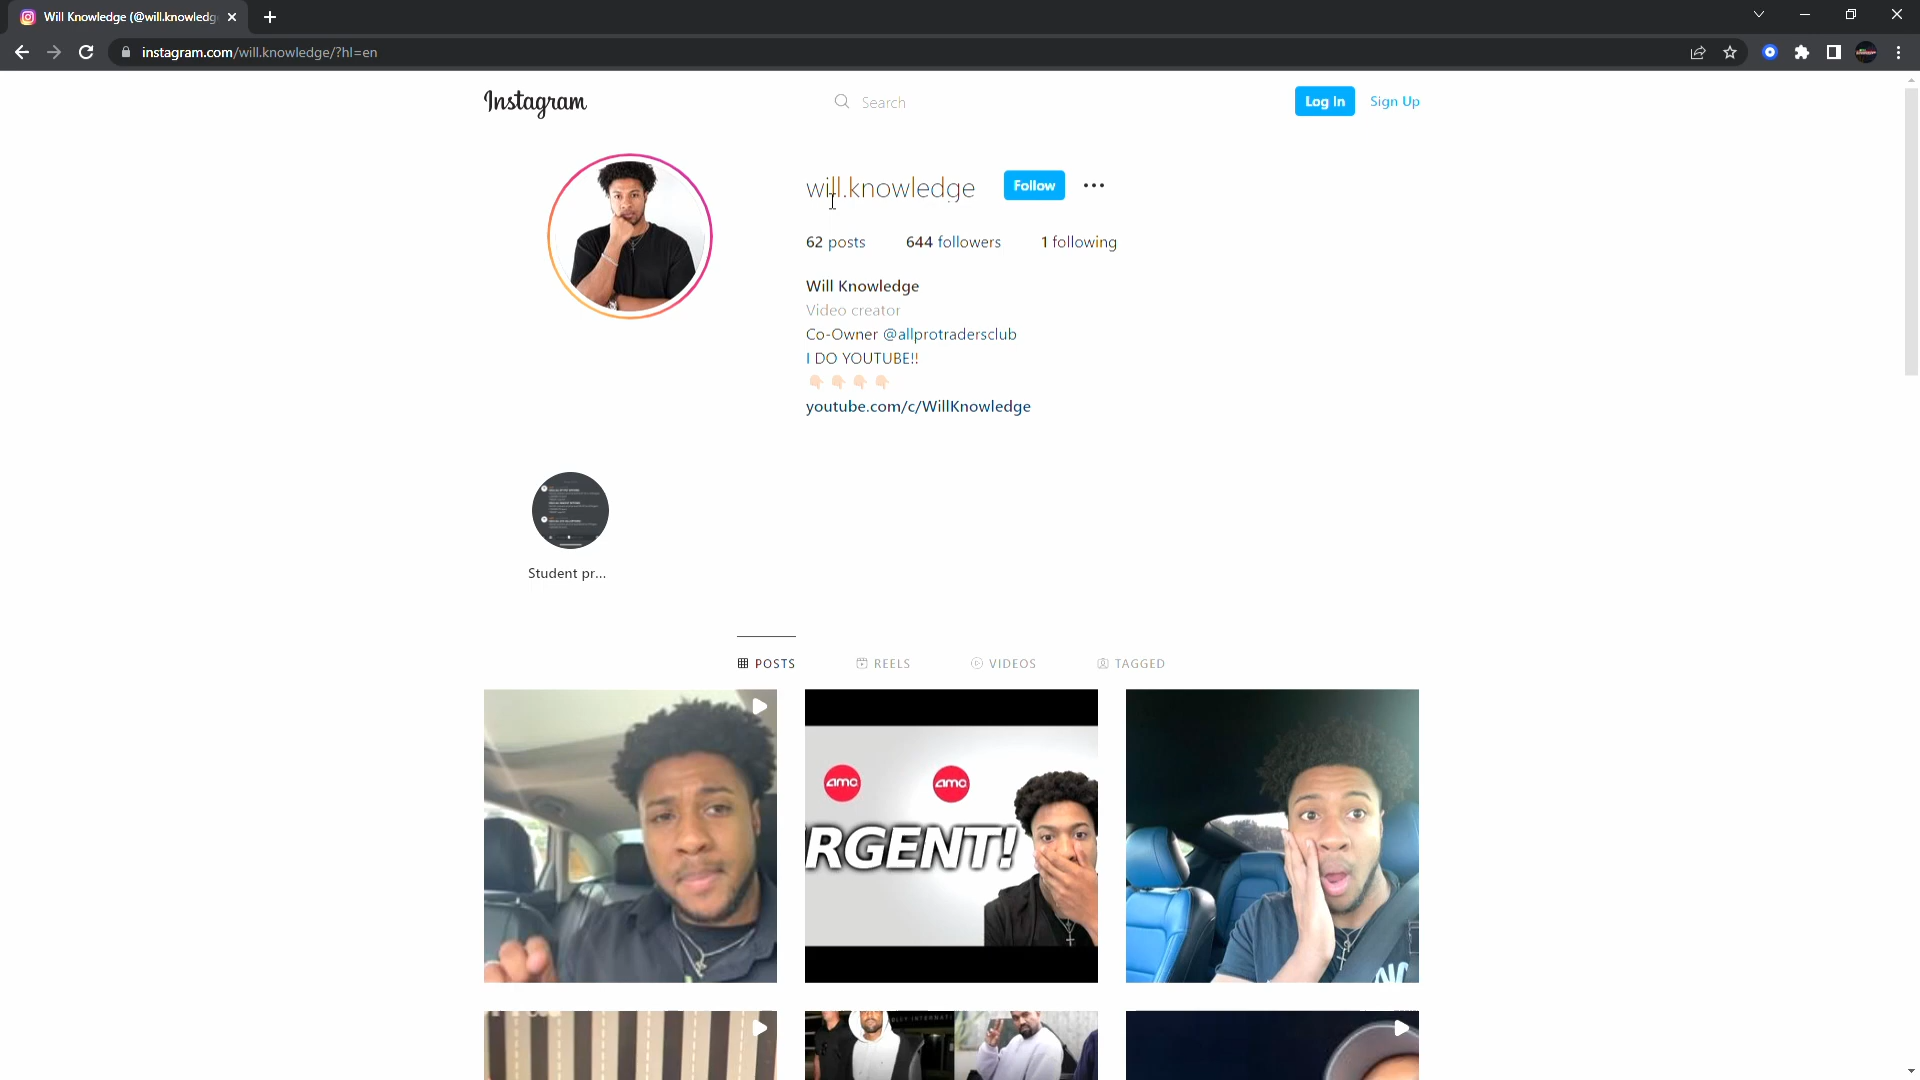 Will Knowledge (@will.knowledg
instagram.com/will.knowledge/?hl=en
Instagram
Search
Log In
Sign Up
will.knowledge
Follow
62 posts
644 followers
1 following
Will Knowledge
Video creator
Co-Owner @allprotradersclub
I DO YOUTUBE!!
youtube.com/c/WillKnowledge
Student pr...
POSTS
REELS
VIDEOS
TAGGED
amc
amc
RGENT!